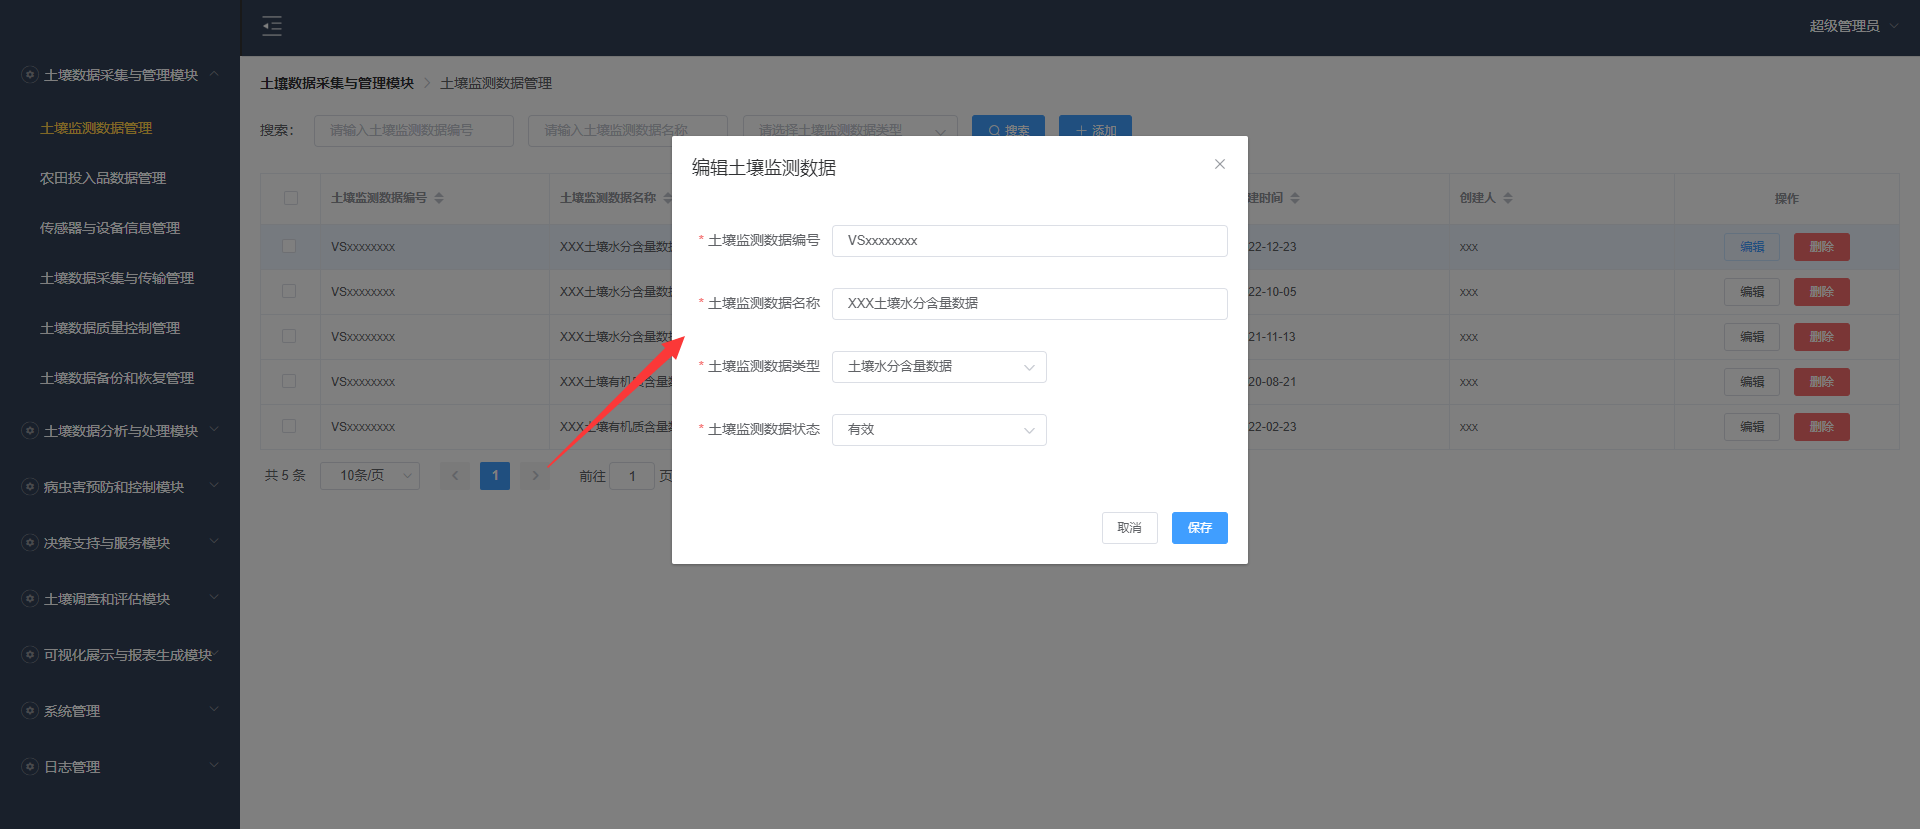 超级管理员
土壤数据采集与管理模块
土壤监测数据管理
农田投入品数据管理
传感器与设备信息管理
土壤数据采集与传输管理
土壤数据质量控制管理
土壤数据备份和恢复管理
土壤数据分析与处理模块
病虫害预防和控制模块
决策支持与服务模块
土壤调查和评估模块
可视化展示与报表生成模块
系统管理
日志管理
土壤数据采集与管理模块 > 土壤监测数据管理
搜索： 请输入土壤监测数据编号 请输入土壤监测数据名称 请选择土壤监测数据类型 搜索 添加
土壤监测数据编号 土壤监测数据名称 建时间 创建人 操作
VSxxxxxxxx XXX土壤水分含量数 22-12-23 xxx 编辑 删除
VSxxxxxxxx XXX土壤水分含量数 22-10-05 xxx 编辑 删除
VSxxxxxxxx XXX土壤水分含量数 21-11-13 xxx 编辑 删除
VSxxxxxxxx XXX土壤有机质含量 20-08-21 xxx 编辑 删除
VSxxxxxxxx XXX土壤有机质含量 22-02-23 xxx 编辑 删除
共 5 条 10条/页 1 前往 1 页
编辑土壤监测数据
* 土壤监测数据编号 VSxxxxxxxx
* 土壤监测数据名称 XXX土壤水分含量数据
* 土壤监测数据类型 土壤水分含量数据
* 土壤监测数据状态 有效
取消 保存